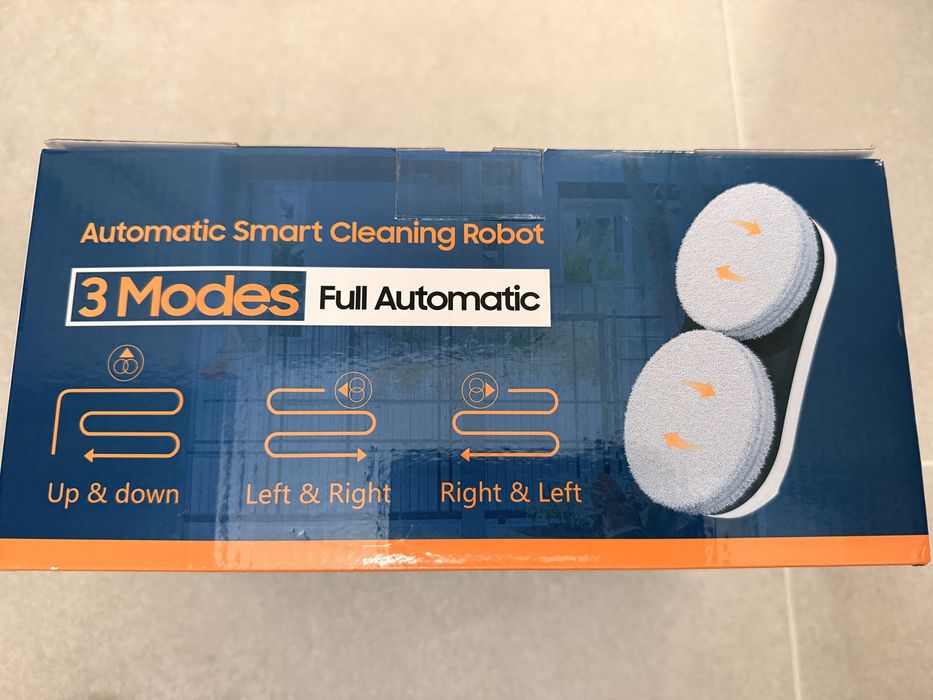 Automatic Smart Cleaning Robot
3 Modes Full Automatic
Up & down
Left & Right
Right & Left